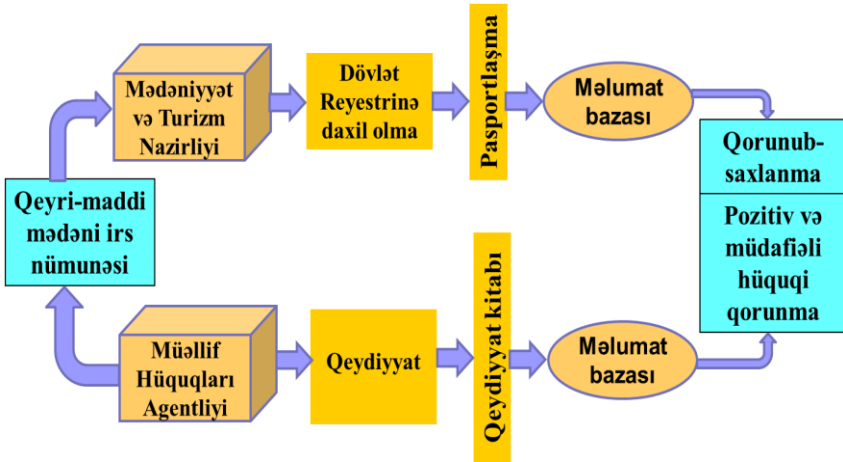 Qeyri-maddi
mədəni irs
nümunəsi
Mədəniyyət
və Turizm
Nazirliyi
Dövlət
Reyestrinə
daxil olma
Pasportlaşma
Məlumat
bazası
Qorunub-
saxlanma
Pozitiv və
müdafiəli
hüquqi
qorunma
Müəllif
Hüquqları
Agentliyi
Qeydiyyat
Qeydiyyat kitabı
Məlumat
bazası